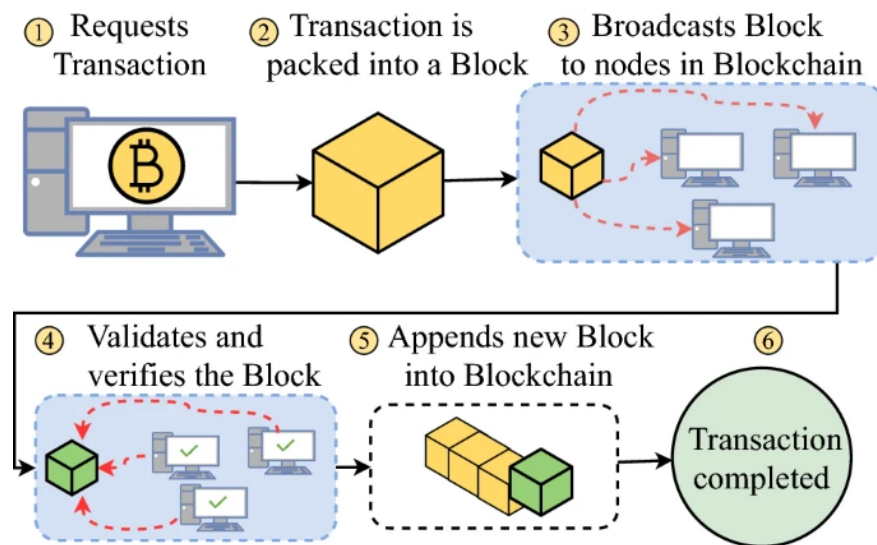 ① Requests
Transaction
② Transaction is
packed into a Block
③ Broadcasts Block
to nodes in Blockchain
④ Validates and
verifies the Block
⑤ Appends new Block
into Blockchain
⑥
Transaction
completed